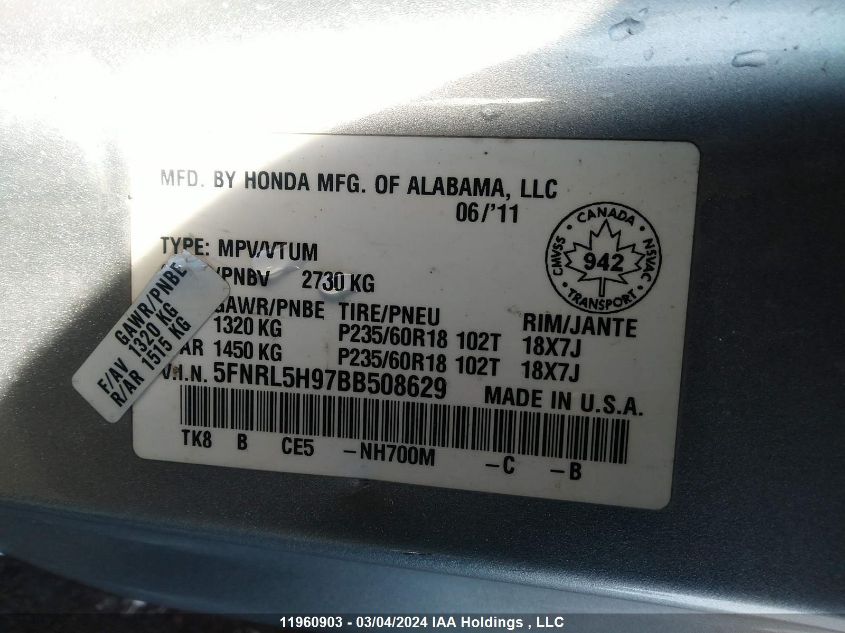 MFD. BY HONDA MFG. OF ALABAMA, LLC
06/'11
TYPE: MPV/VTUM
/PNBV 2730 KG
GAWR/PNBE TIRE/PNEU RIM/JANTE
1320 KG P235/60R18 102T 18X7J
AR 1450 KG P235/60R18 102T 18X7J
V.I.N. 5FNRL5H97BB508629 MADE IN U.S.A.
TK8 B CE5 -NH700M -C -B
CANADA
CMVSS 942 NSVAC
TRANSPORT
GAWR/PNBE
F/AV 1320 KG
R/AR 1515 KG
11960903 - 03/04/2024 IAA Holdings , LLC